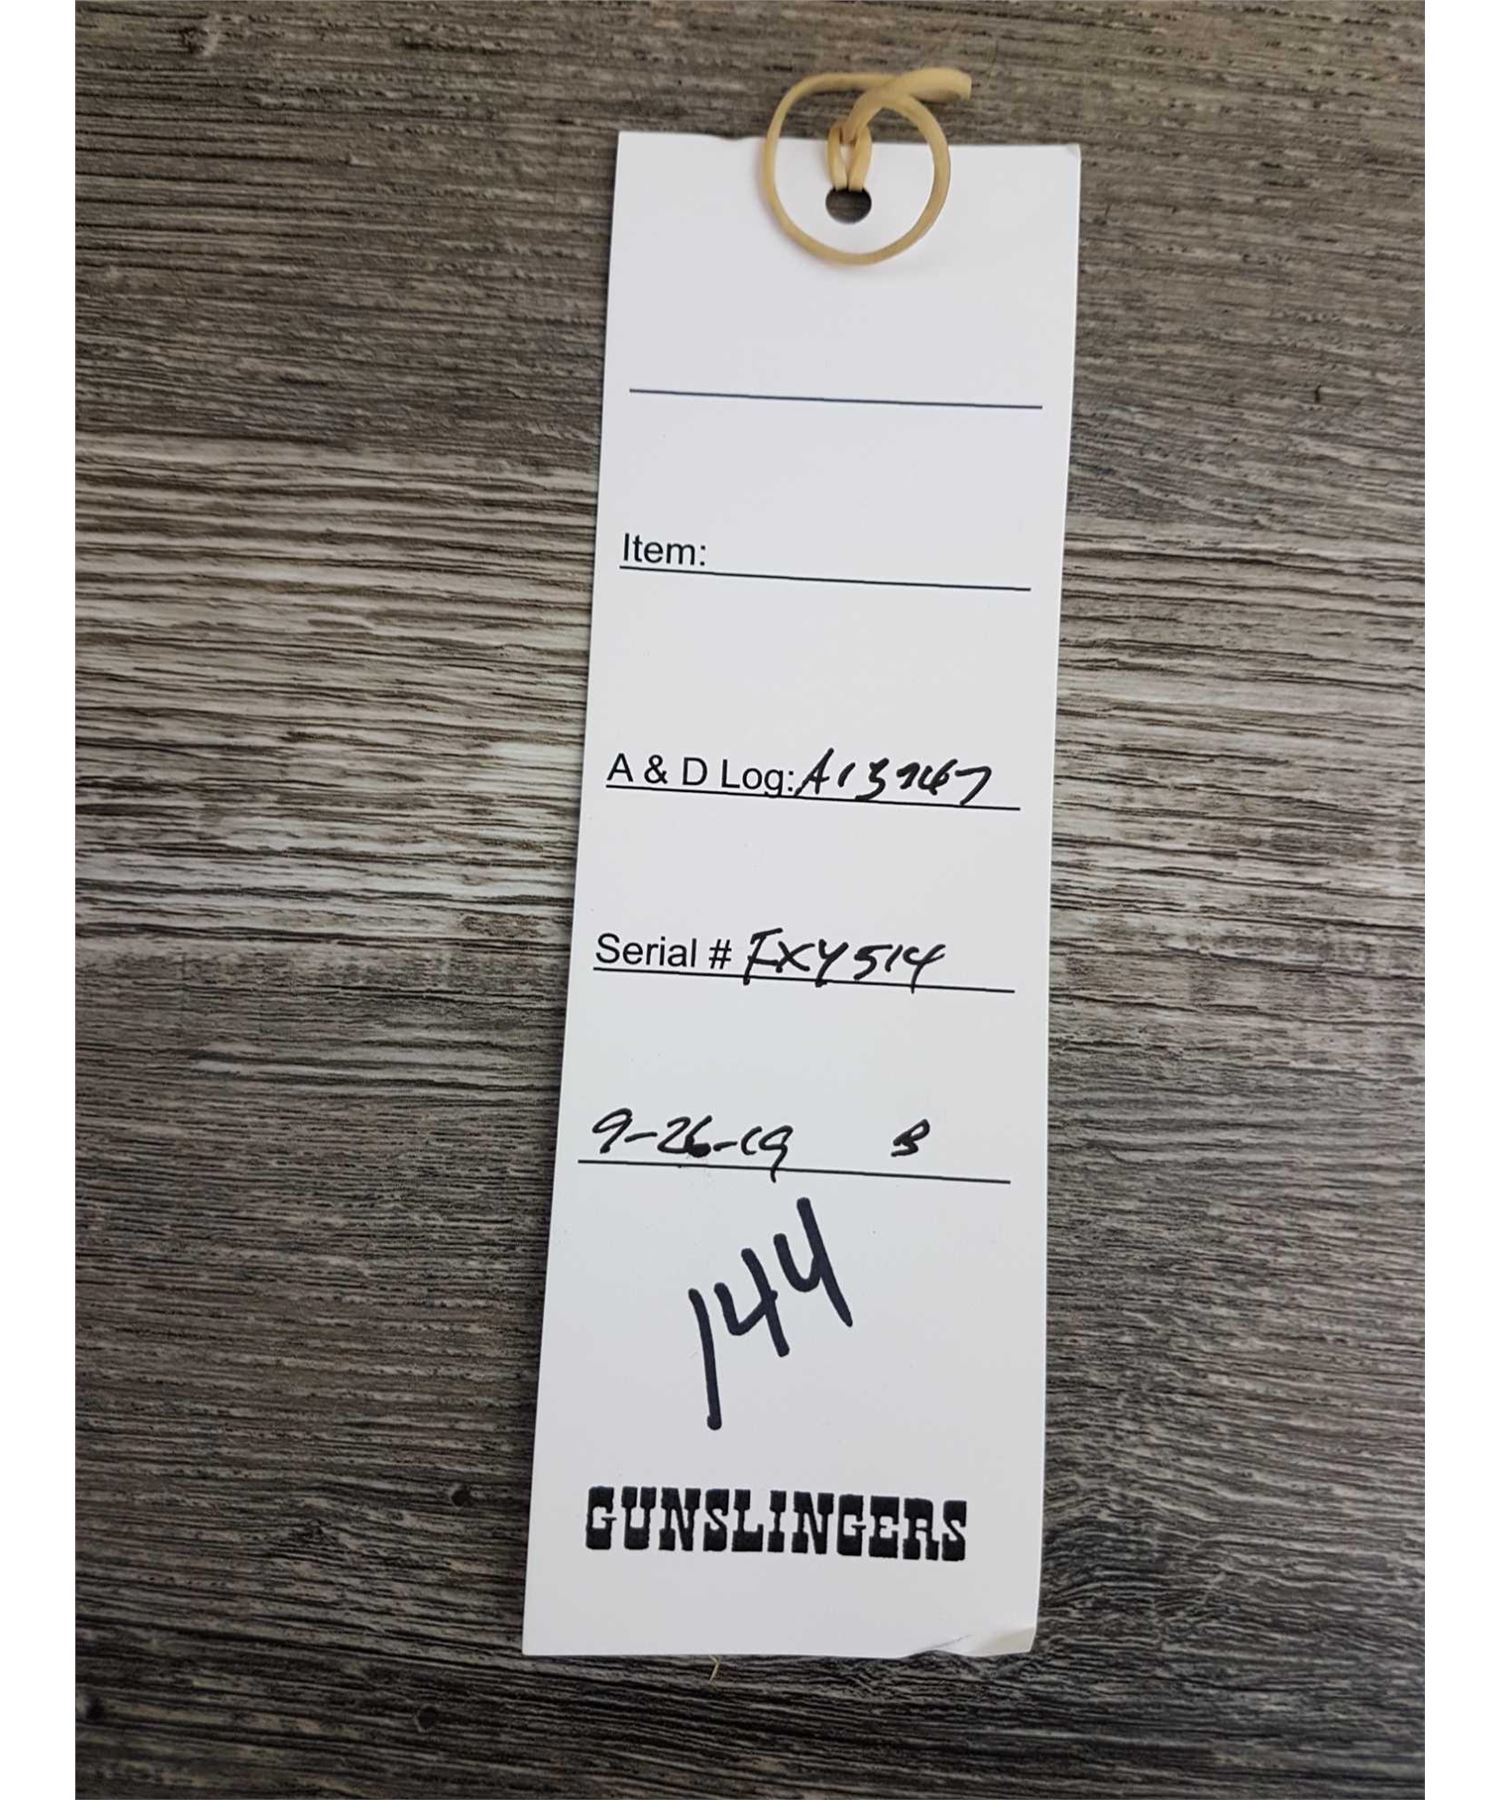 Item:
A & D Log: A13767
Serial # FXY514
9-26-19 B
144
GUNSLINGERS